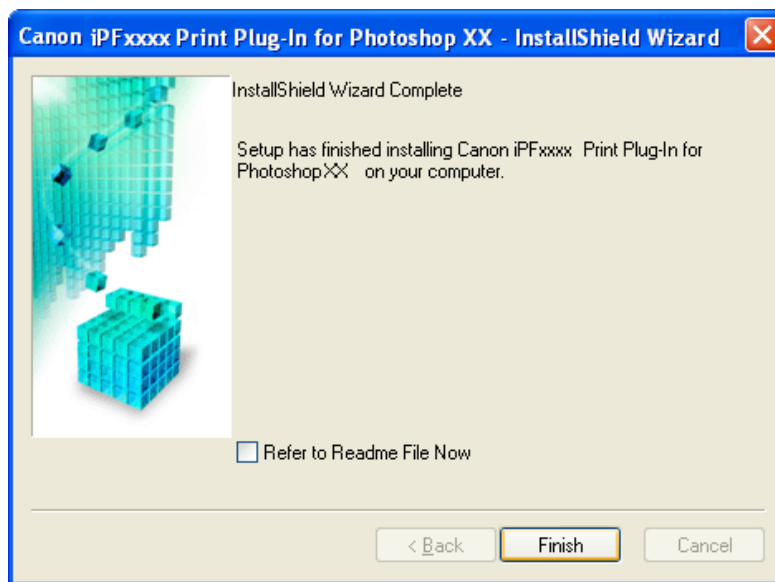 Canon iPFxxxx Print Plug-In for Photoshop XX - InstallShield Wizard
InstallShield Wizard Complete
Setup has finished installing Canon iPFxxxx Print Plug-In for
PhotoshopXX on your computer.
Refer to Readme File Now
< Back
Finish
Cancel